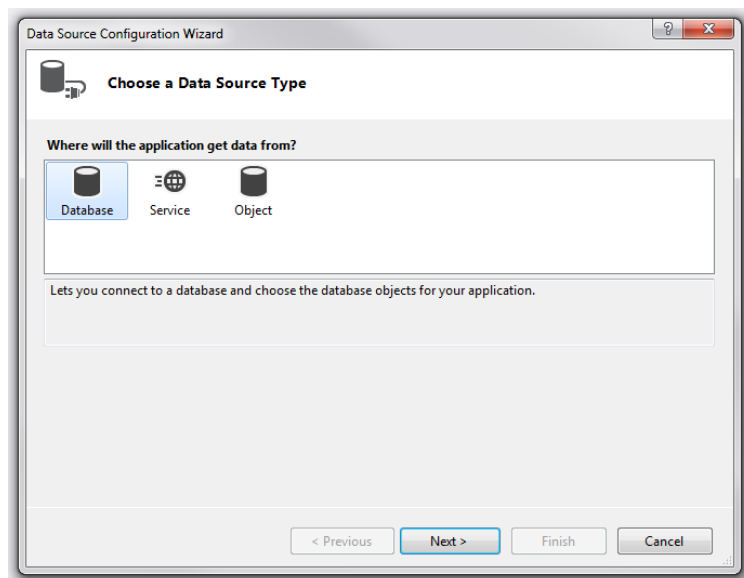 Data Source Configuration Wizard
Choose a Data Source Type
Where will the application get data from?
Database Service Object
Lets you connect to a database and choose the database objects for your application.
< Previous Next > Finish Cancel